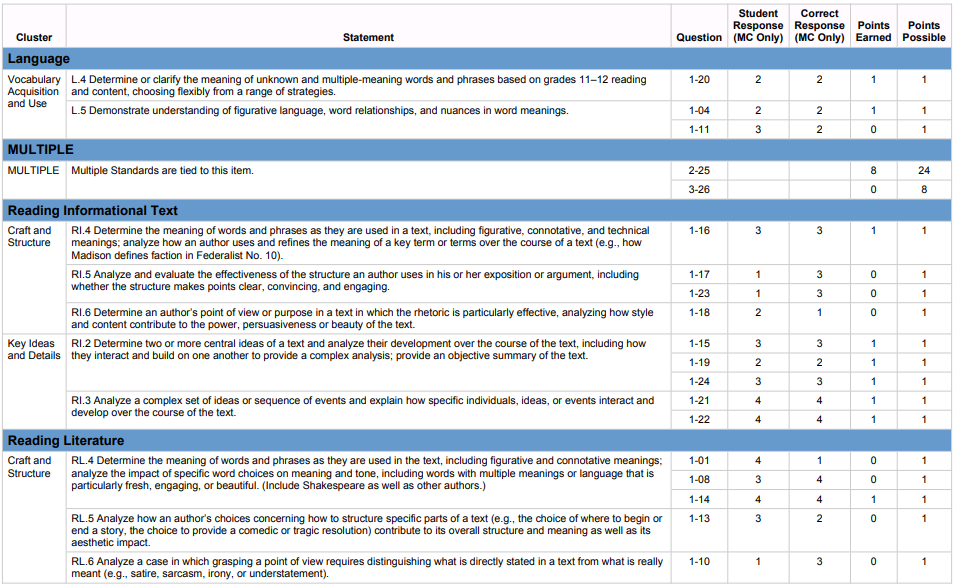 Cluster Statement Question Student Response (MC Only) Correct Response (MC Only) Points Earned Points Possible
Language
Vocabulary Acquisition and Use L.4 Determine or clarify the meaning of unknown and multiple-meaning words and phrases based on grades 11–12 reading 1-20 2 2 1 1
and content, choosing flexibly from a range of strategies.
L.5 Demonstrate understanding of figurative language, word relationships, and nuances in word meanings. 1-04 2 2 1 1
1-11 3 2 0 1
MULTIPLE
MULTIPLE Multiple Standards are tied to this item. 2-25 8 24
3-26 0 8
Reading Informational Text
Craft and Structure RI.4 Determine the meaning of words and phrases as they are used in a text, including figurative, connotative, and technical 1-16 3 3 1 1
meanings; analyze how an author uses and refines the meaning of a key term or terms over the course of a text (e.g., how
Madison defines faction in Federalist No. 10).
RI.5 Analyze and evaluate the effectiveness of the structure an author uses in his or her exposition or argument, including 1-17 1 3 0 1
whether the structure makes points clear, convincing, and engaging.
1-23 1 3 0 1
RI.6 Determine an author's point of view or purpose in a text in which the rhetoric is particularly effective, analyzing how style 1-18 2 1 0 1
and content contribute to the power, persuasiveness or beauty of the text.
Key Ideas and Details RI.2 Determine two or more central ideas of a text and analyze their development over the course of the text, including how 1-15 3 3 1 1
they interact and build on one another to provide a complex analysis; provide an objective summary of the text.
1-19 2 2 1 1
1-24 3 3 1 1
RI.3 Analyze a complex set of ideas or sequence of events and explain how specific individuals, ideas, or events interact and 1-21 4 4 1 1
develop over the course of the text.
1-22 4 4 1 1
Reading Literature
Craft and Structure RL.4 Determine the meaning of words and phrases as they are used in the text, including figurative and connotative meanings; 1-01 4 1 0 1
analyze the impact of specific word choices on meaning and tone, including words with multiple meanings or language that is
particularly fresh, engaging, or beautiful. (Include Shakespeare as well as other authors.)
1-08 3 4 0 1
1-14 4 4 1 1
RL.5 Analyze how an author's choices concerning how to structure specific parts of a text (e.g., the choice of where to begin or 1-13 3 2 0 1
end a story, the choice to provide a comedic or tragic resolution) contribute to its overall structure and meaning as well as its
aesthetic impact.
RL.6 Analyze a case in which grasping a point of view requires distinguishing what is directly stated in a text from what is really 1-10 1 3 0 1
meant (e.g., satire, sarcasm, irony, or understatement).